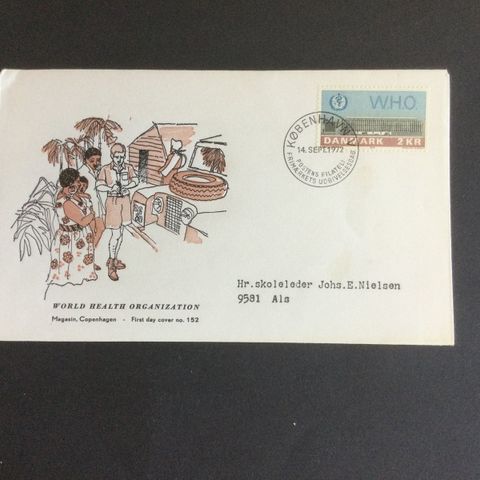 W.H.O.
DANMARK 2 KR
KØBENHAVN
14. SEPT. 1972
POSTENS FILATELI
FRIMÆRKETS UDGIVELSESDAG
Hr.skoleleder Johs.E.Nielsen
9581 Als
WORLD HEALTH ORGANIZATION
Magasin, Copenhagen - First day cover no. 152